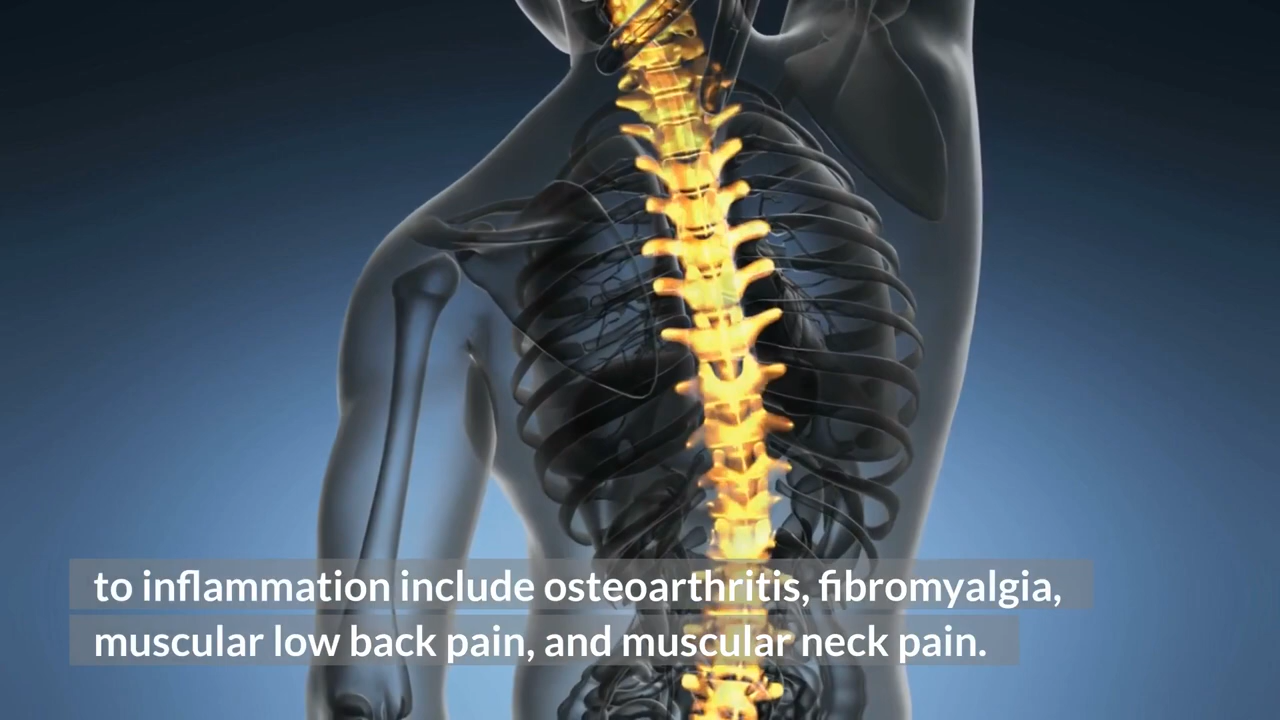 to inflammation include osteoarthritis, fibromyalgia,
muscular low back pain, and muscular neck pain.